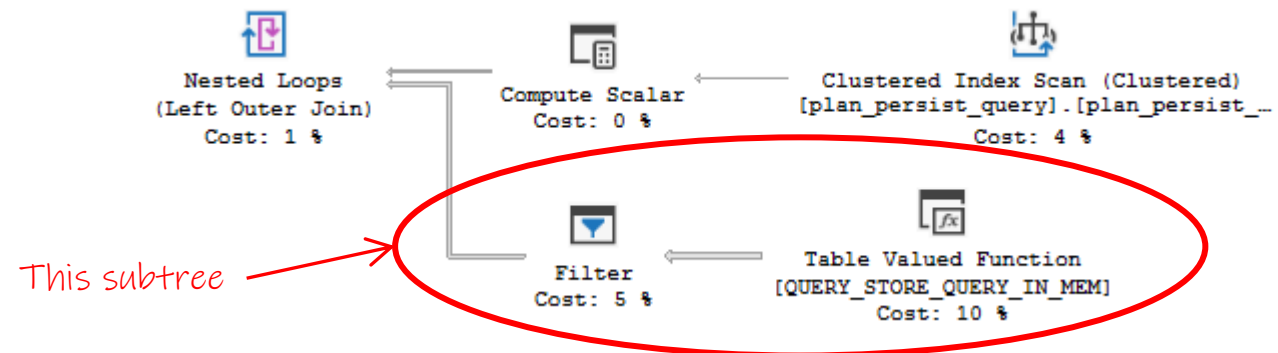 Nested Loops
(Left Outer Join)
Cost: 1 %
Compute Scalar
Cost: 0 %
Clustered Index Scan (Clustered)
[plan_persist_query].[plan_persist_…
Cost: 4 %
This subtree
Filter
Cost: 5 %
Table Valued Function
[QUERY_STORE_QUERY_IN_MEM]
Cost: 10 %